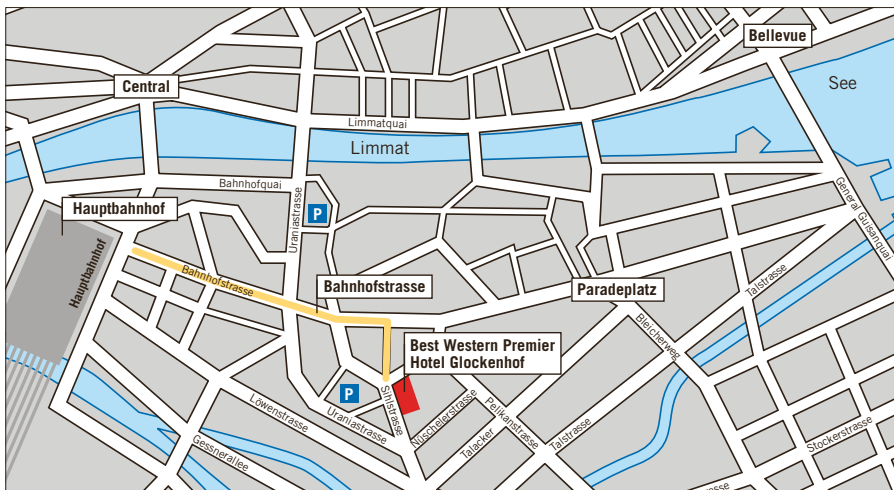 Bellevue
Central
See
Limmatquai
Limmat
Bahnhofquai
Hauptbahnhof
P
Uraniastrasse
General Guisanquai
Hauptbahnhof
Bahnhofstrasse
Bahnhofstrasse
Paradeplatz
Talstrasse
Bleicherweg
Best Western Premier
Hotel Glockenhof
P
Sihlstrasse
Löwenstrasse
Uraniastrasse
Nüschelerstrasse
Pelikanstrasse
Talacker
Talstrasse
Gessnerallee
Stockerstrasse